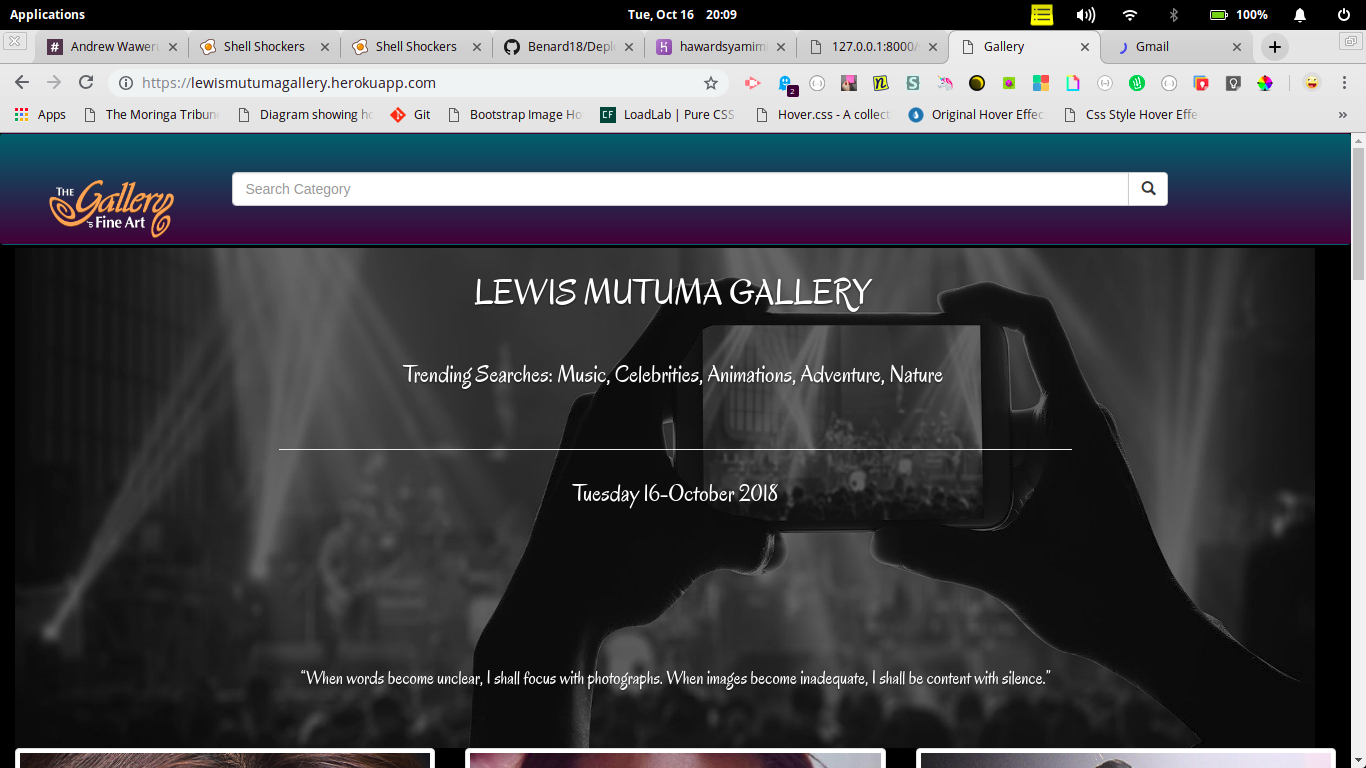 Applications
Tue, Oct 16 20:09
100%
Andrew Wawer
Shell Shockers
Shell Shockers
Benard18/Deplo
hawardsyamim
127.0.0.1:8000/
Gallery
Gmail
https://lewismutumagallery.herokuapp.com
2
Apps
The Moringa Tribun
Diagram showing ho
Git
Bootstrap Image Ho
CF
LoadLab | Pure CSS
Hover.css - A collect
Original Hover Effec
Css Style Hover Effe
»
THE
Gallery
's Fine Art
Search Category
LEWIS MUTUMA GALLERY
Trending Searches: Music, Celebrities, Animations, Adventure, Nature
Tuesday 16-October 2018
“When words become unclear, I shall focus with photographs. When images become inadequate, I shall be content with silence.”